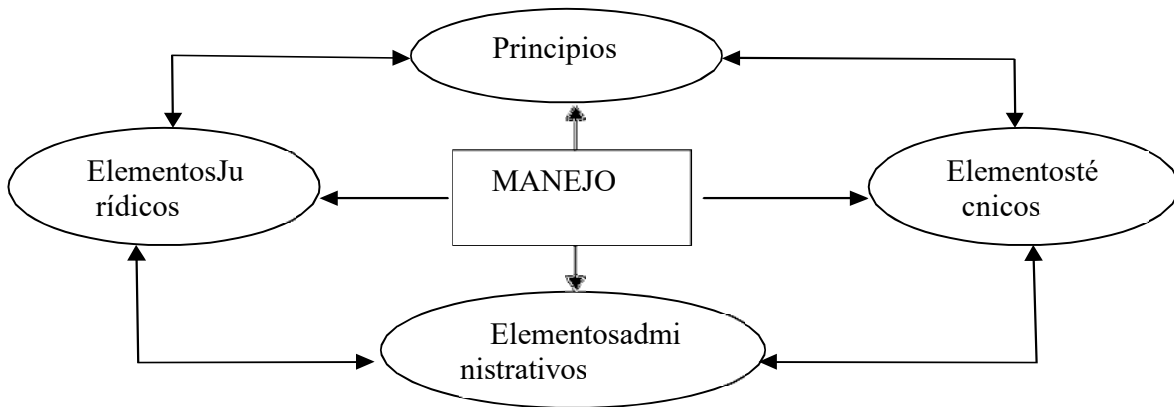 Principios
ElementosJu
rídicos
MANEJO
Elementosté
cnicos
Elementosadmi
nistrativos